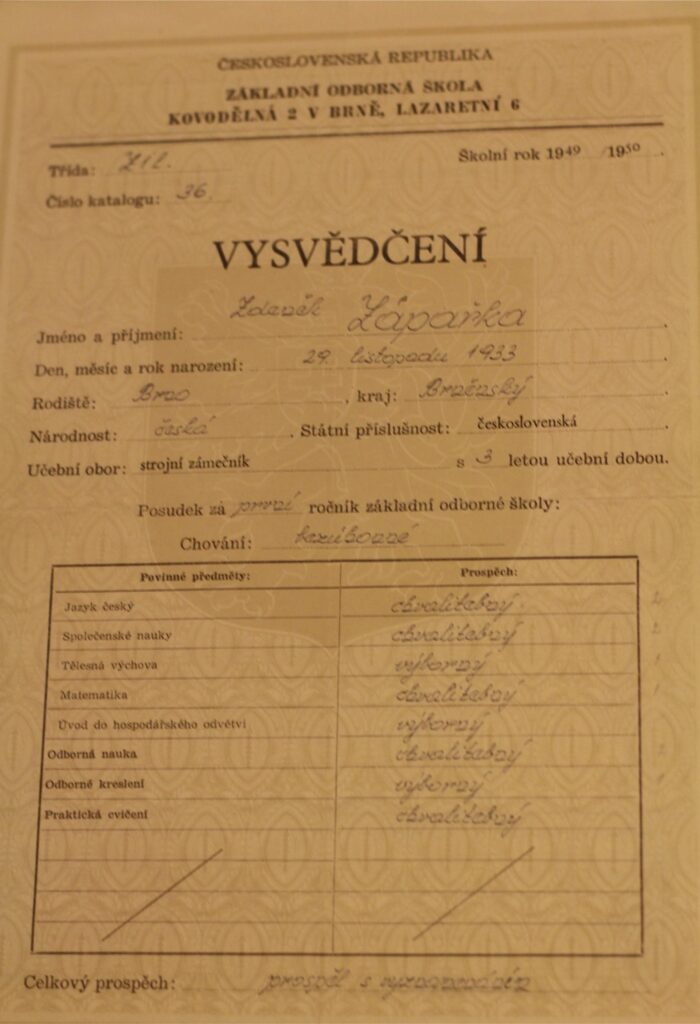 ČESKOSLOVENSKÁ REPUBLIKA
ZÁKLADNÍ ODBORNÁ ŠKOLA
KOVODĚLNÁ 2 V BRNĚ, LAZARETNÍ 6
Třída:
Školní rok 1949 / 1950.
Číslo katalogu: 36.
VYSVĚDČENÍ
Jméno a příjmení: Zdeněk Zápařka.
Den, měsíc a rok narození: 29. listopadu 1933.
Rodiště: Brno, kraj: Brněnský.
Národnost: česká. Státní příslušnost: československá.
Učební obor: strojní zámečník s 3 letou učební dobou.
Posudek za první ročník základní odborné školy:
Chování: bezúhonné
Povinné předměty: Prospěch:
Jazyk český chvalitebný
Společenské nauky chvalitebný
Tělesná výchova výborný
Matematika chvalitebný
Úvod do hospodářského odvětví výborný
Odborná nauka chvalitebný
Odborné kreslení výborný
Praktická cvičení chvalitebný
Celkový prospěch: prospěl s vyznamenáním